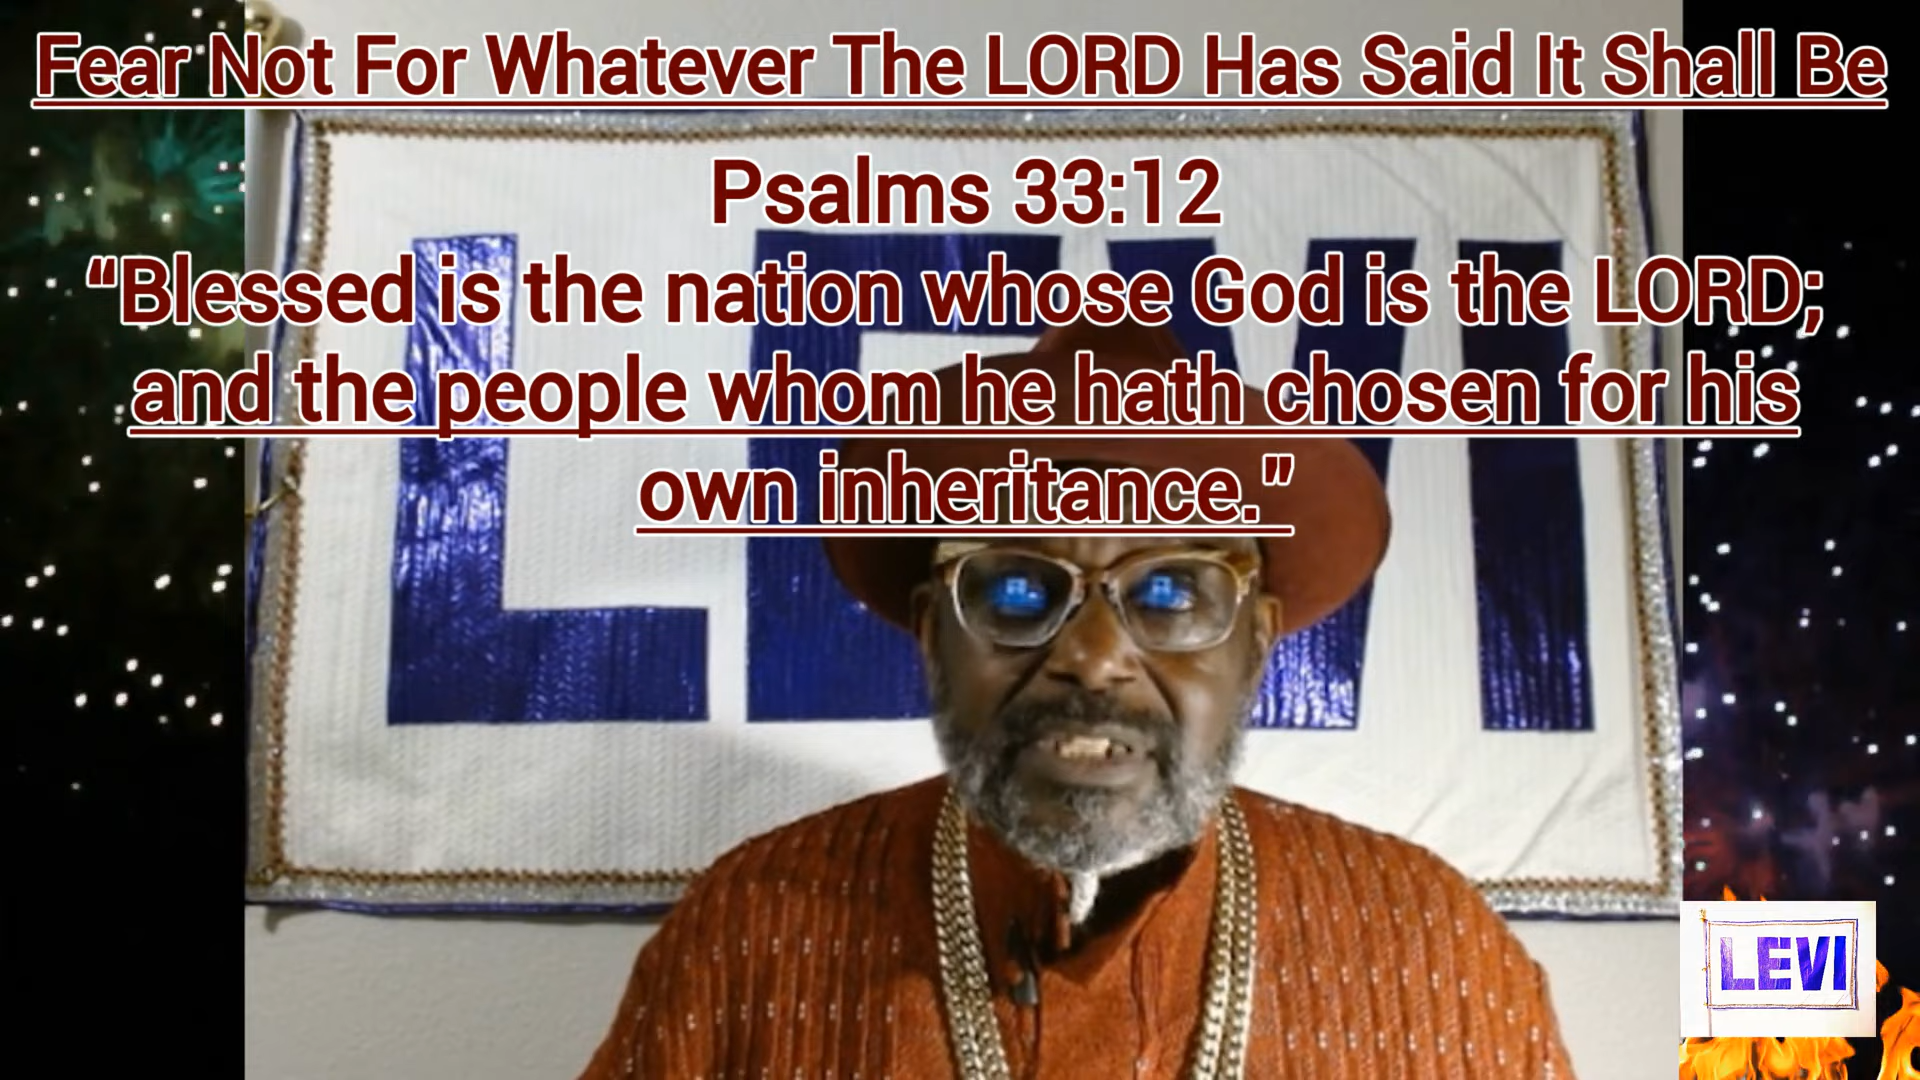 Fear Not For Whatever The LORD Has Said It Shall Be
Psalms 33:12
“Blessed is the nation whose God is the LORD;
and the people whom he hath chosen for his
own inheritance.”
LEVI
LEVI